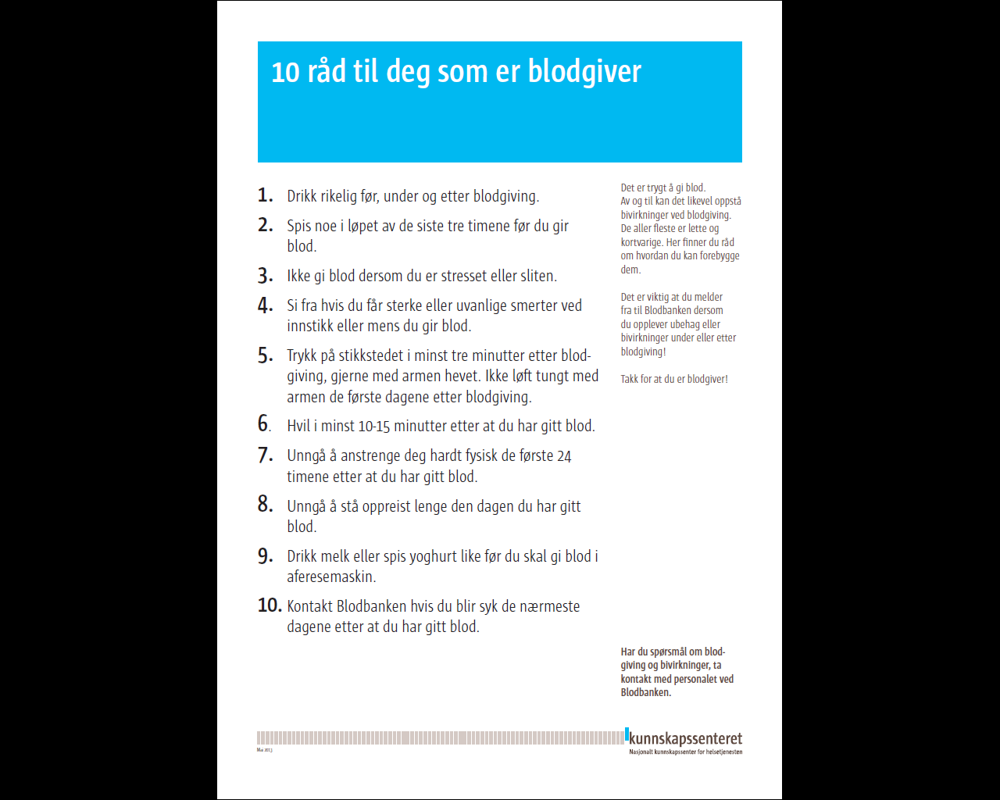 10 råd til deg som er blodgiver
1. Drikk rikelig før, under og etter blodgiving.
2. Spis noe i løpet av de siste tre timene før du gir
blod.
3. Ikke gi blod dersom du er stresset eller sliten.
4. Si fra hvis du får sterke eller uvanlige smerter ved
innstikk eller mens du gir blod.
5. Trykk på stikkstedet i minst tre minutter etter blod-
giving, gjerne med armen hevet. Ikke løft tungt med
armen de første dagene etter blodgiving.
6. Hvil i minst 10-15 minutter etter at du har gitt blod.
7. Unngå å anstrenge deg hardt fysisk de første 24
timene etter at du har gitt blod.
8. Unngå å stå oppreist lenge den dagen du har gitt
blod.
9. Drikk melk eller spis yoghurt like før du skal gi blod i
aferesemaskin.
10. Kontakt Blodbanken hvis du blir syk de nærmeste
dagene etter at du har gitt blod.
Det er trygt å gi blod.
Av og til kan det likevel oppstå
bivirkninger ved blodgiving.
De aller fleste er lette og
kortvarige. Her finner du råd
om hvordan du kan forebygge
dem.
Det er viktig at du melder
fra til Blodbanken dersom
du opplever ubehag eller
bivirkninger under eller etter
blodgiving!
Takk for at du er blodgiver!
Har du spørsmål om blod-
giving og bivirkninger, ta
kontakt med personalet ved
Blodbanken.
kunnskapssenteret
Nasjonalt kunnskapssenter for helsetjenesten
Mai 2013